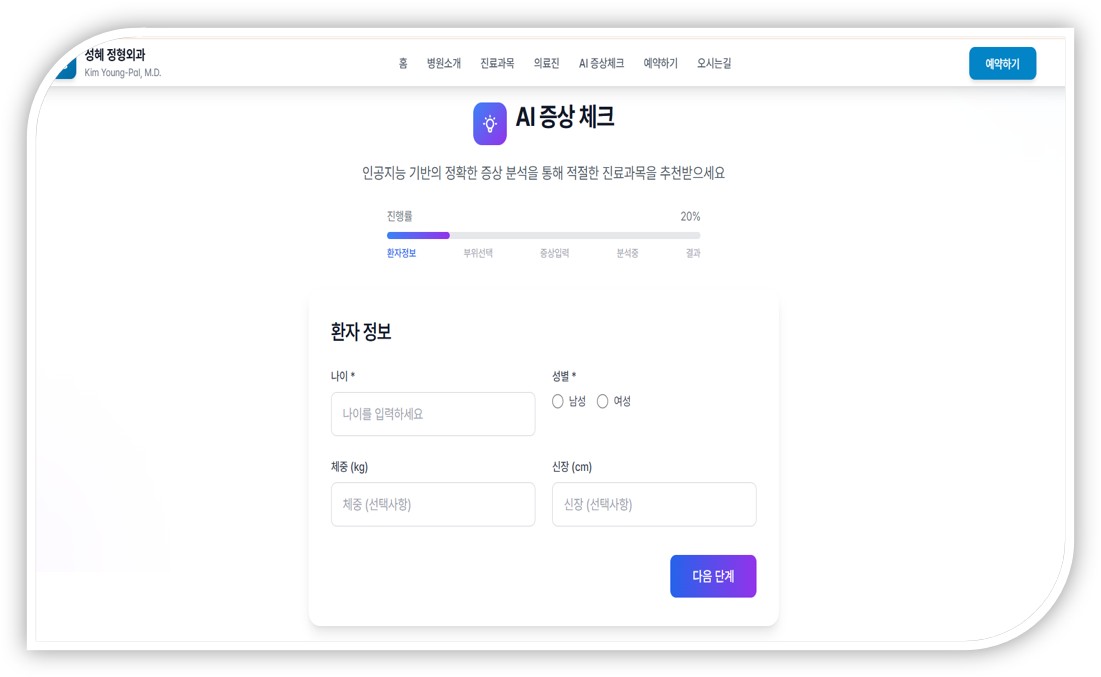 성혜 정형외과
Kim Young-Pal, M.D.
홈 병원소개 진료과목 의료진 AI 증상체크 예약하기 오시는길
예약하기
AI 증상 체크
인공지능 기반의 정확한 증상 분석을 통해 적절한 진료과목을 추천받으세요
진행률 20%
환자정보 부위선택 증상입력 분석중 결과
환자 정보
나이 * 성별 *
나이를 입력하세요 남성 여성
체중 (kg) 신장 (cm)
체중 (선택사항) 신장 (선택사항)
다음 단계